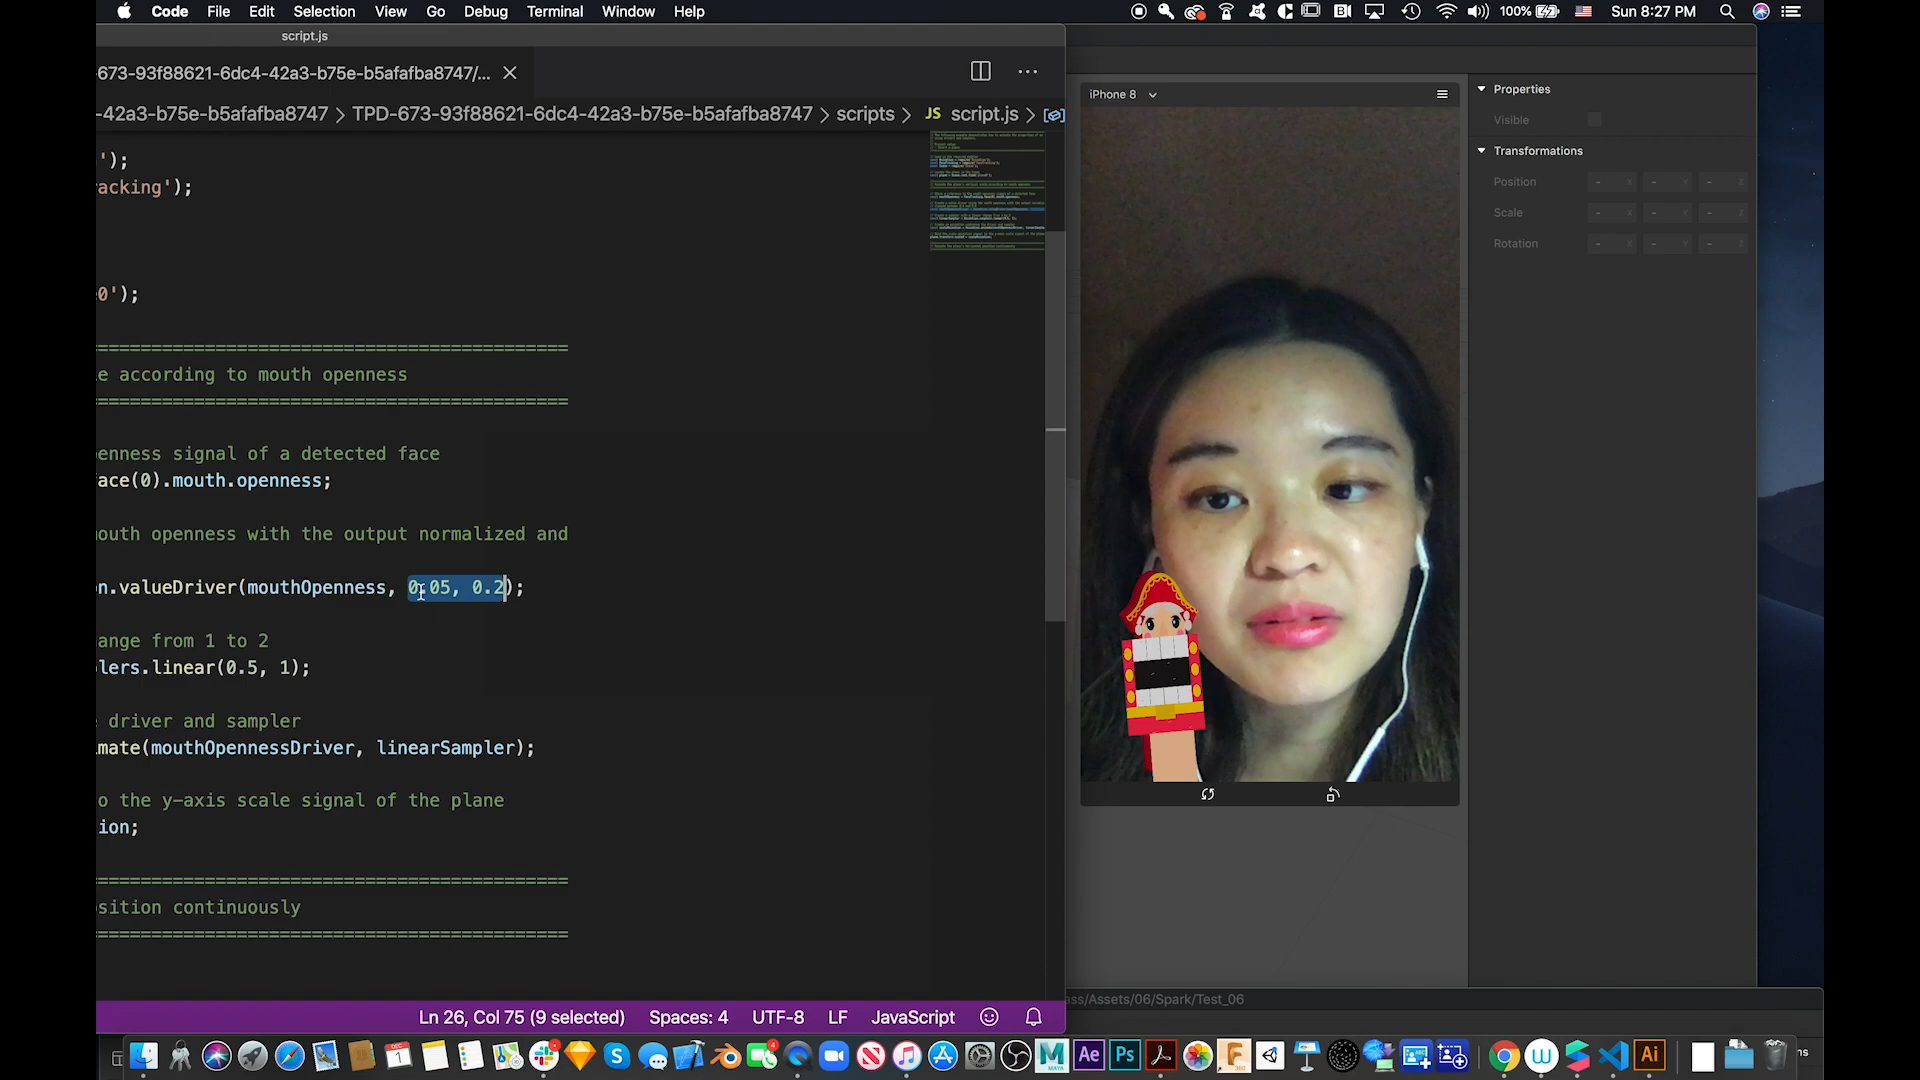 Code File Edit Selection View Go Debug Terminal Window Help
100% Sun 8:27 PM
script.js
-673-93f88621-6dc4-42a3-b75e-b5afafba8747/...
-42a3-b75e-b5afafba8747 > TPD-673-93f88621-6dc4-42a3-b75e-b5afafba8747 > scripts > JS script.js >
');
racking');
0');
============================================
e according to mouth openness
============================================
enness signal of a detected face
ace(0).mouth.openness;
outh openness with the output normalized and
n.valueDriver(mouthOpenness, 0.05, 0.2);
ange from 1 to 2
lers.linear(0.5, 1);
driver and sampler
mate(mouthOpennessDriver, linearSampler);
o the y-axis scale signal of the plane
ion;
============================================
sition continuously
============================================
Ln 26, Col 75 (9 selected) Spaces: 4 UTF-8 LF JavaScript
iPhone 8
Properties
Visible
Transformations
Position - X - Y - Z
Scale - X - Y - Z
Rotation - X - Y - Z
ass/Assets/06/Spark/Test_06